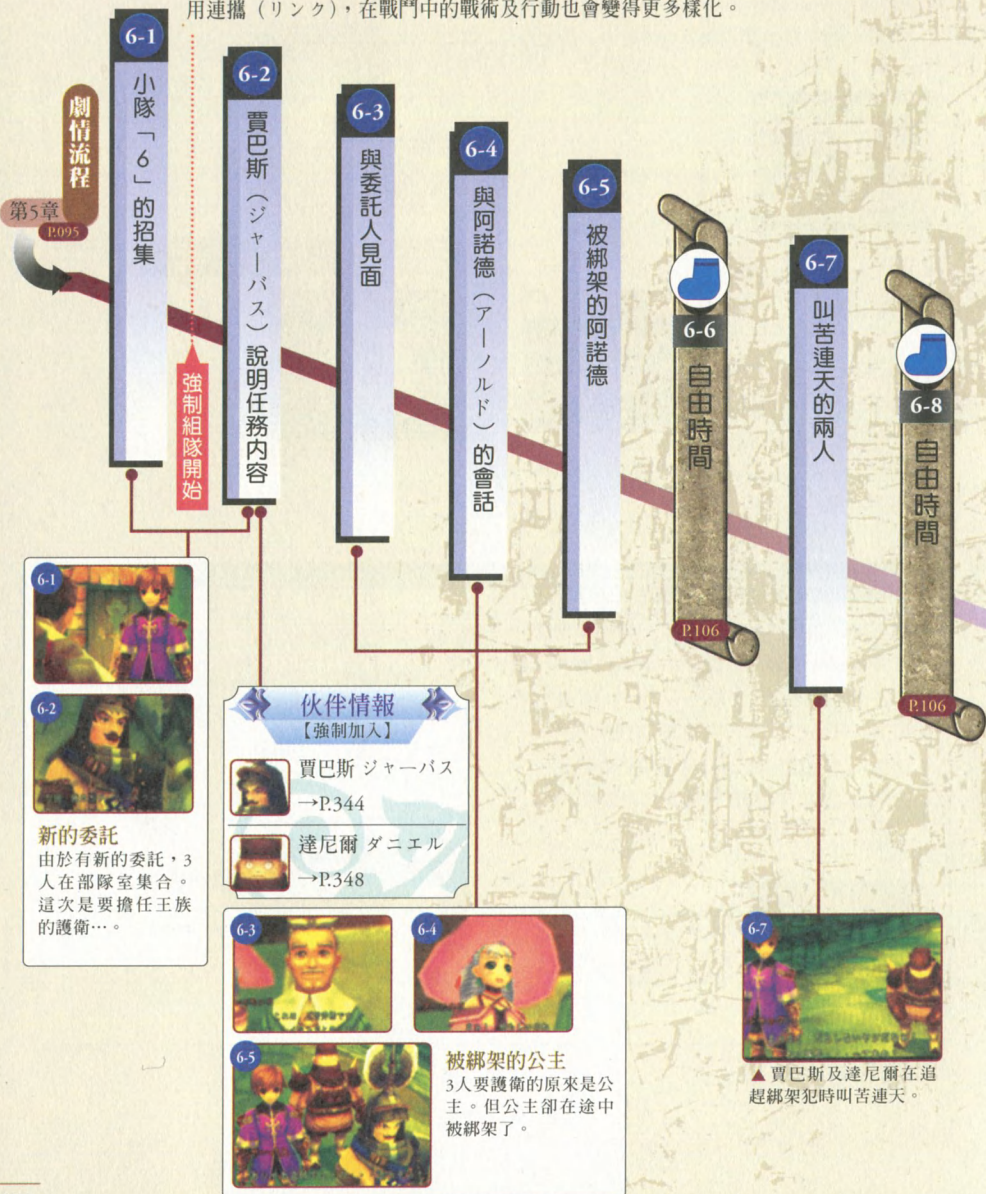 用連攜（リンク），在戰鬥中的戰術及行動也會變得更多樣化。
劇情流程
第5章
P.095
6-1
小隊「6」的招集
強制組隊開始
6-2
賈巴斯（ジャーバス）說明任務內容
6-3
與委託人見面
6-4
與阿諾德（アーノルド）的會話
6-5
被綁架的阿諾德
6-6
自由時間
P.106
6-7
叫苦連天的兩人
6-8
自由時間
P.106
6-1
6-2
新的委託
由於有新的委託，3
人在部隊室集合。
這次是要擔任王族
的護衛…。
伙伴情報
【強制加入】
賈巴斯 ジャーバス
→P.344
達尼爾 ダニエル
→P.348
6-3
6-4
6-5
被綁架的公主
3人要護衛的原來是公
主。但公主卻在途中
被綁架了。
6-7
▲ 賈巴斯及達尼爾在追
趕綁架犯時叫苦連天。